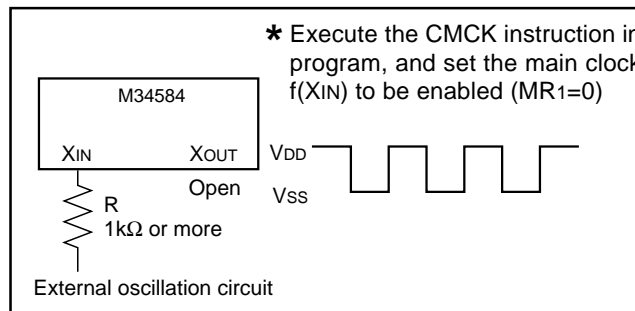 * Execute the CMCK instruction in
program, and set the main clock
f(XIN) to be enabled (MR1=0)
M34584
XIN XOUT
VDD
Open
VSS
R
1kΩ or more
External oscillation circuit